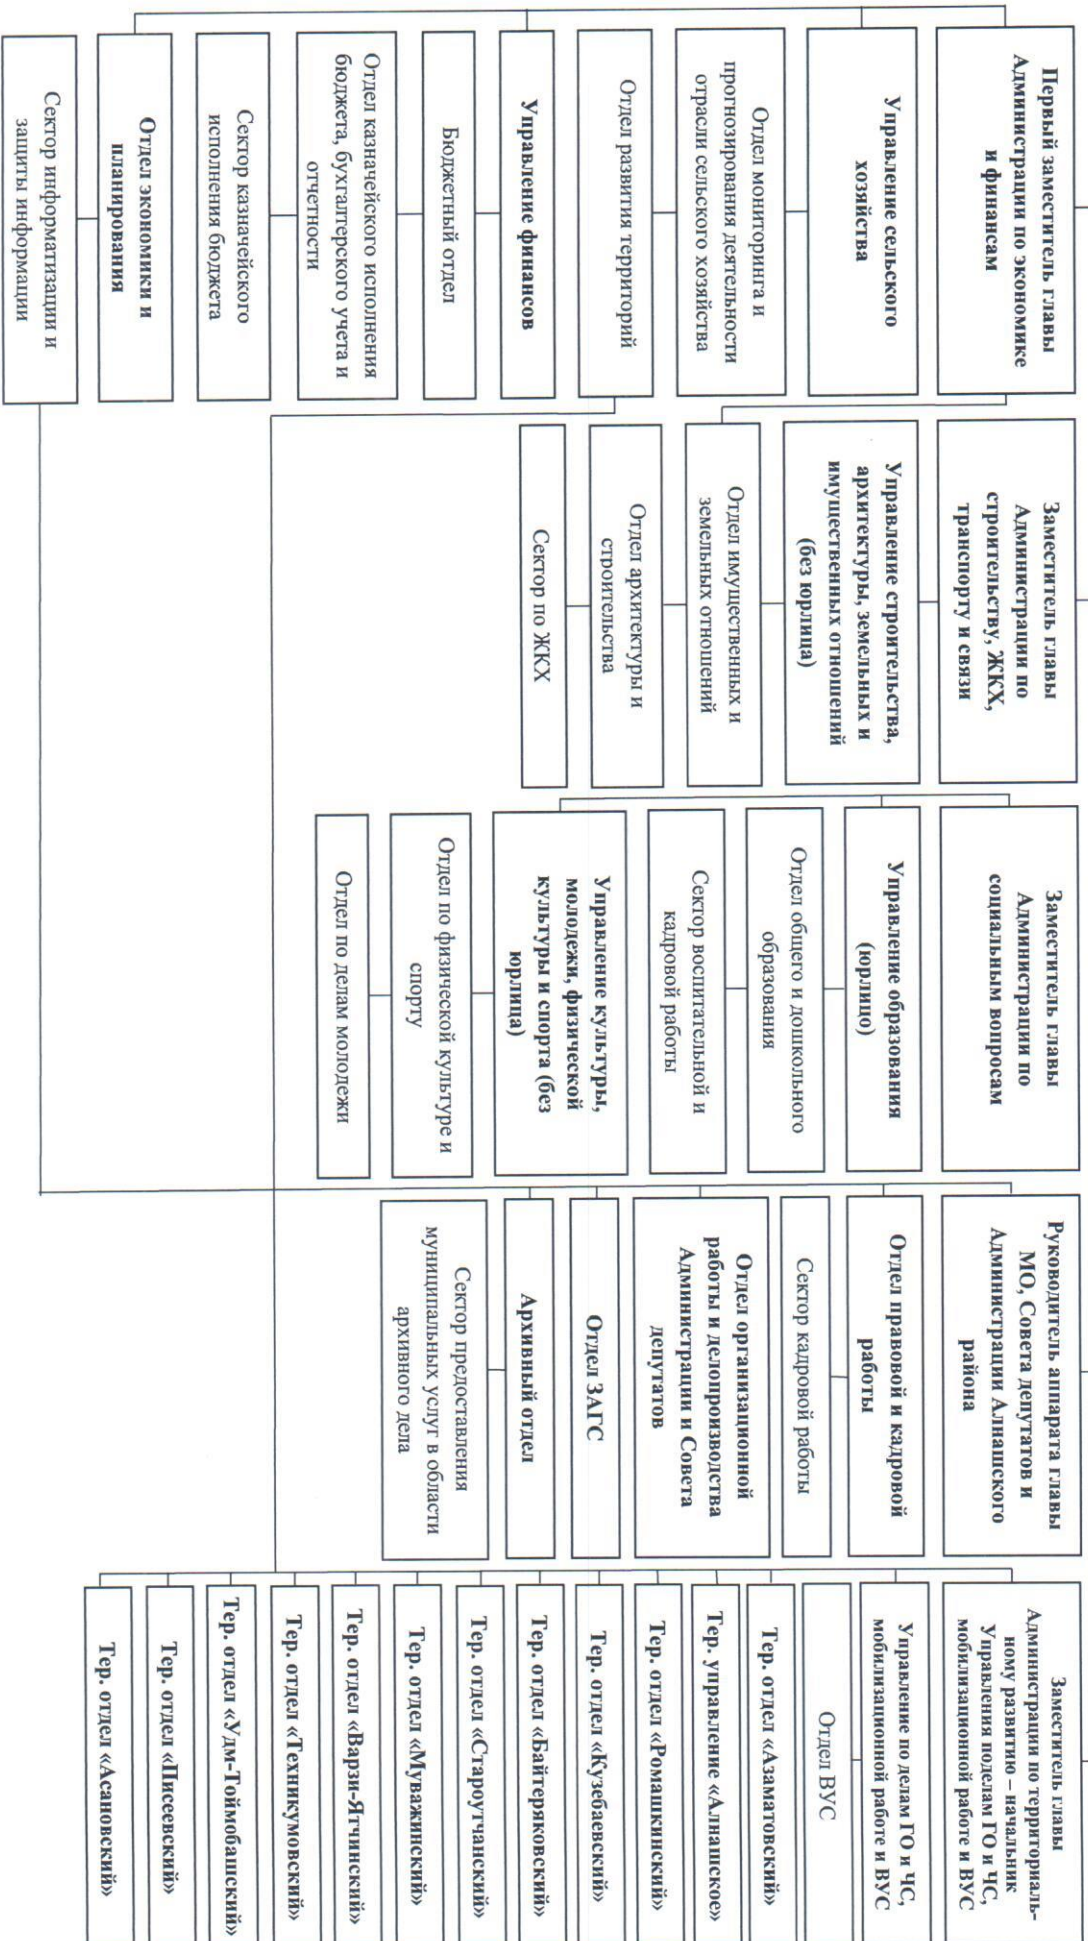 Первый заместитель главы
Администрации по экономике
и финансам
Управление сельского
хозяйства
Отдел мониторинга и
прогнозирования деятельности
отрасли сельского хозяйства
Отдел развития территорий
Управление финансов
Бюджетный отдел
Отдел казначейского исполнения
бюджета, бухгалтерского учета и
отчетности
Сектор казначейского
исполнения бюджета
Отдел экономики и
планирования
Сектор информатизации и
защиты информации
Заместитель главы
Администрации по
строительству, ЖКХ,
транспорту и связи
Управление строительства,
архитектуры, земельных и
имущественных отношений
(без юрлица)
Отдел имущественных и
земельных отношений
Отдел архитектуры и
строительства
Сектор по ЖКХ
Заместитель главы
Администрации по
социальным вопросам
Управление образования
(юрлицо)
Отдел общего и дошкольного
образования
Сектор воспитательной и
кадровой работы
Управление культуры,
молодежи, физической
культуры и спорта (без
юрлица)
Отдел по физической культуре и
спорту
Отдел по делам молодежи
Руководитель аппарата главы
МО, Совета депутатов и
Администрации Алнашского
района
Отдел правовой и кадровой
работы
Сектор кадровой работы
Отдел организационной
работы и делопроизводства
Администрации и Совета
депутатов
Отдел ЗАГС
Архивный отдел
Сектор предоставления
муниципальных услуг в области
архивного дела
Заместитель главы
Администрации по территориаль-
ному развитию – начальник
Управления поделам ГО и ЧС,
мобилизационной работе и ВУС
Управление по делам ГО и ЧС,
мобилизационной работе и ВУС
Отдел ВУС
Тер. отдел «Азаматовский»
Тер. управление «Алнашское»
Тер. отдел «Ромашкинский»
Тер. отдел «Кузебаевский»
Тер. отдел «Байтеряковский»
Тер. отдел «Староутчанский»
Тер. отдел «Муважинский»
Тер. отдел «Варзи-Ятчинский»
Тер. отдел «Техникумовский»
Тер. отдел «Удм-Тоймобашский»
Тер. отдел «Писеевский»
Тер. отдел «Асановский»